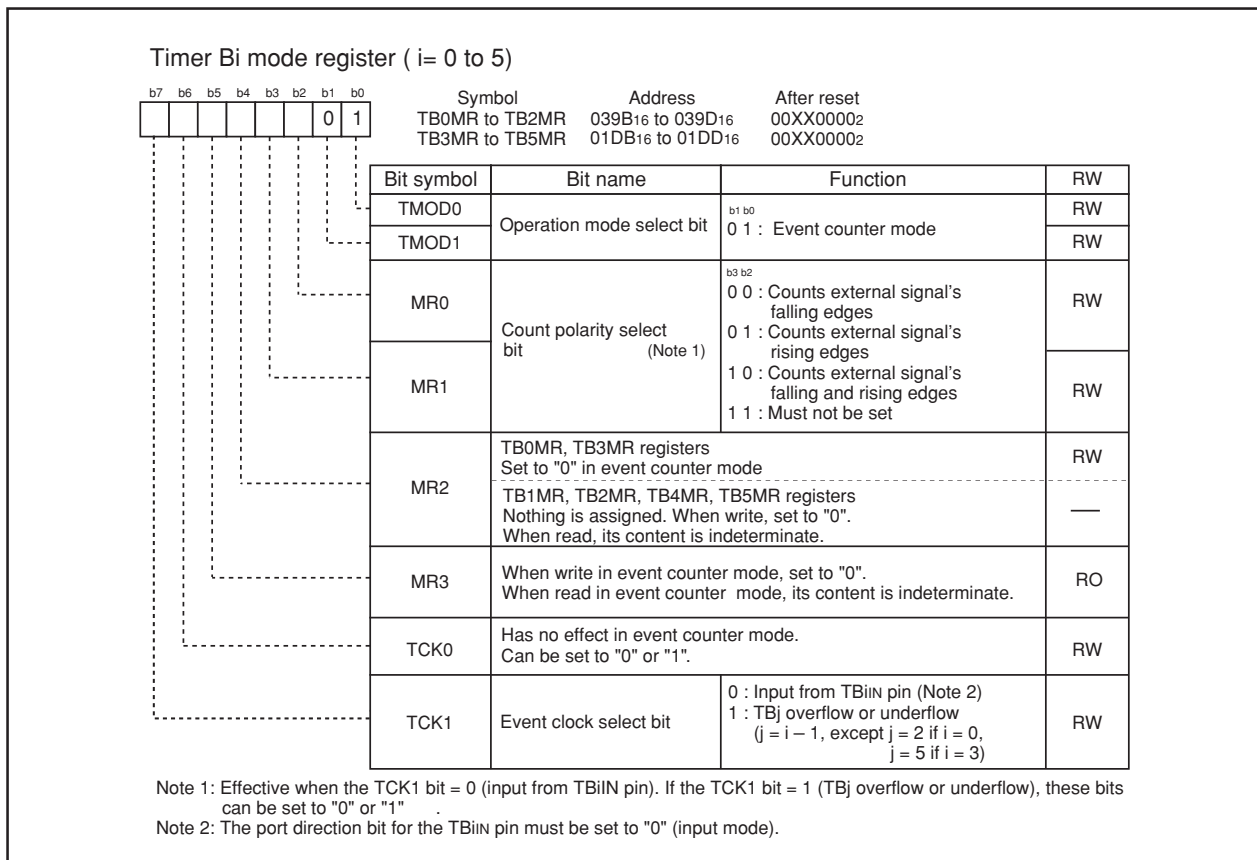 Timer Bi mode register ( i= 0 to 5)
b7 b6 b5 b4 b3 b2 b1 b0
0 1
Symbol Address After reset
TB0MR to TB2MR 039B16 to 039D16 00XX00002
TB3MR to TB5MR 01DB16 to 01DD16 00XX00002
Bit symbol Bit name Function RW
TMOD0 RW
Operation mode select bit
b1 b0
0 1 : Event counter mode
TMOD1 RW
MR0
Count polarity select
bit (Note 1)
b3 b2
0 0 : Counts external signal's
falling edges
0 1 : Counts external signal's
rising edges
1 0 : Counts external signal's
falling and rising edges
1 1 : Must not be set
RW
MR1 RW
MR2
TB0MR, TB3MR registers
Set to "0" in event counter mode
RW
TB1MR, TB2MR, TB4MR, TB5MR registers
Nothing is assigned. When write, set to "0".
When read, its content is indeterminate.
—
MR3
When write in event counter mode, set to "0".
When read in event counter mode, its content is indeterminate.
RO
TCK0
Has no effect in event counter mode.
Can be set to "0" or "1".
RW
TCK1
Event clock select bit
0 : Input from TBiIN pin (Note 2)
1 : TBj overflow or underflow
(j = i – 1, except j = 2 if i = 0,
j = 5 if i = 3)
RW
Note 1: Effective when the TCK1 bit = 0 (input from TBiIN pin). If the TCK1 bit = 1 (TBj overflow or underflow), these bits
can be set to "0" or "1" .
Note 2: The port direction bit for the TBiIN pin must be set to "0" (input mode).